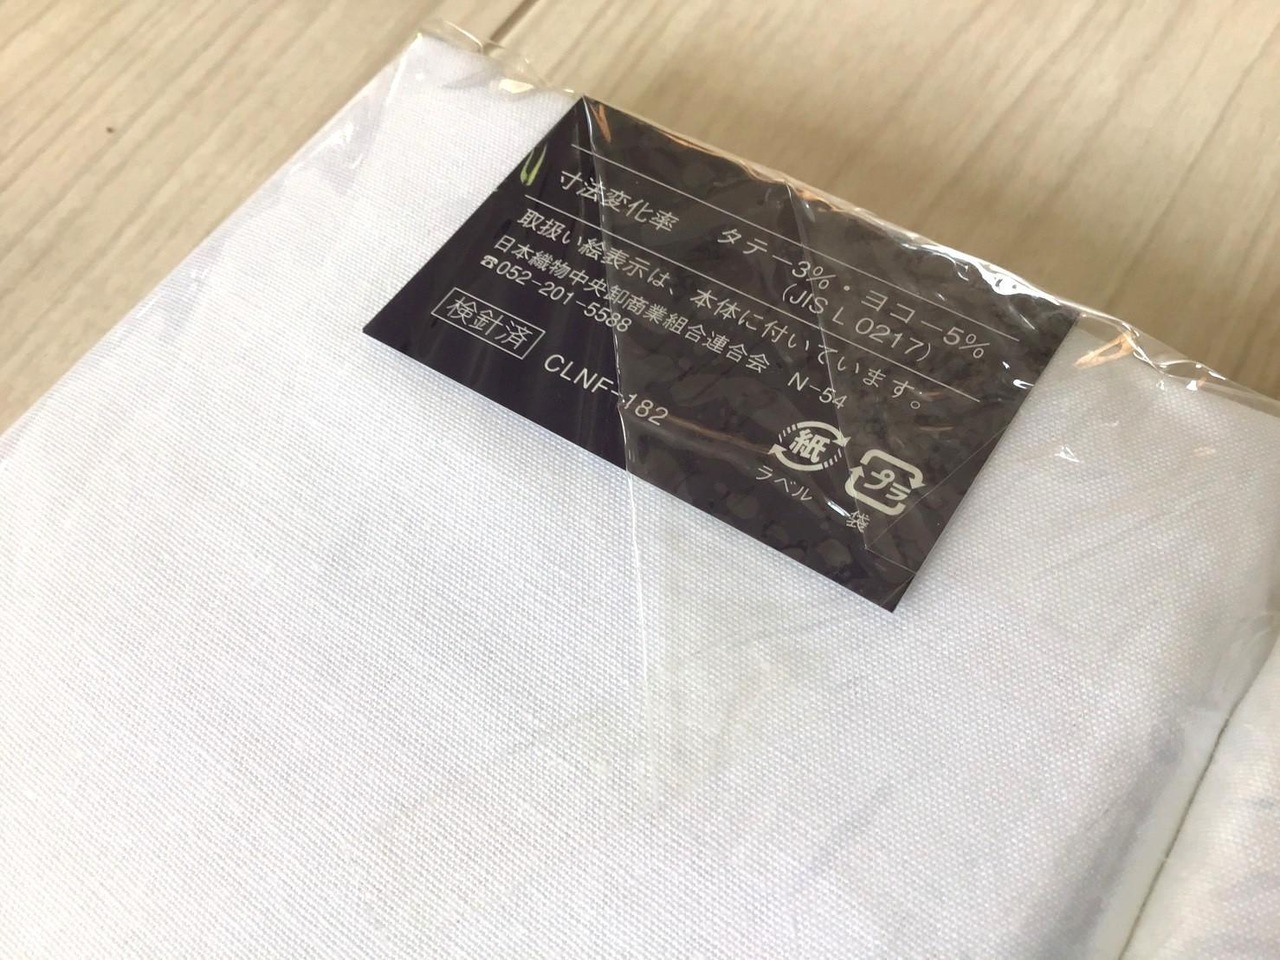 寸法変化率 タテ−3%・ヨコ−5%
(JIS L 0217)
取扱い絵表示は、本体に付いています。
日本織物中央卸商業組合連合会 N-54
☎052-201-5588
検針済 CLNF-182
紙 プラ
ラベル 袋